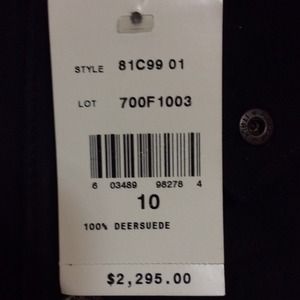 STYLE 81C99 01
LOT 700F1003
6 03489 98278 4
10
100% DEERSUEDE
$2,295.00